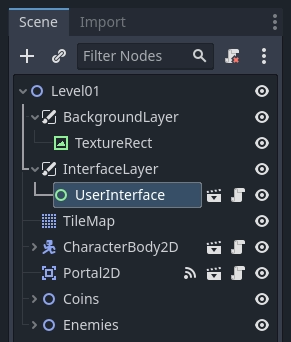 Scene Import
Filter Nodes
Level01
BackgroundLayer
TextureRect
InterfaceLayer
UserInterface
TileMap
CharacterBody2D
Portal2D
Coins
Enemies